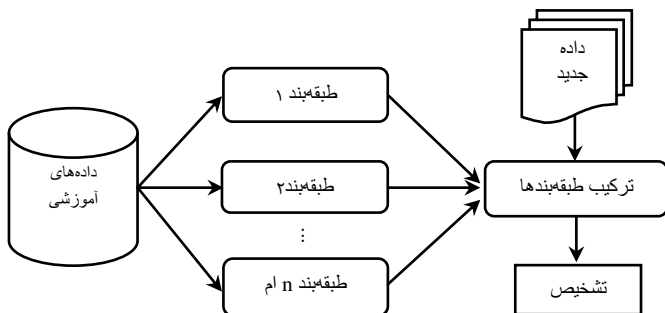 داده
جدید
طبقه‌بند ۱
داده‌های
آموزشی
طبقه‌بند۲
ترکیب طبقه‌بندها
⋮
طبقه‌بند n ام
تشخیص